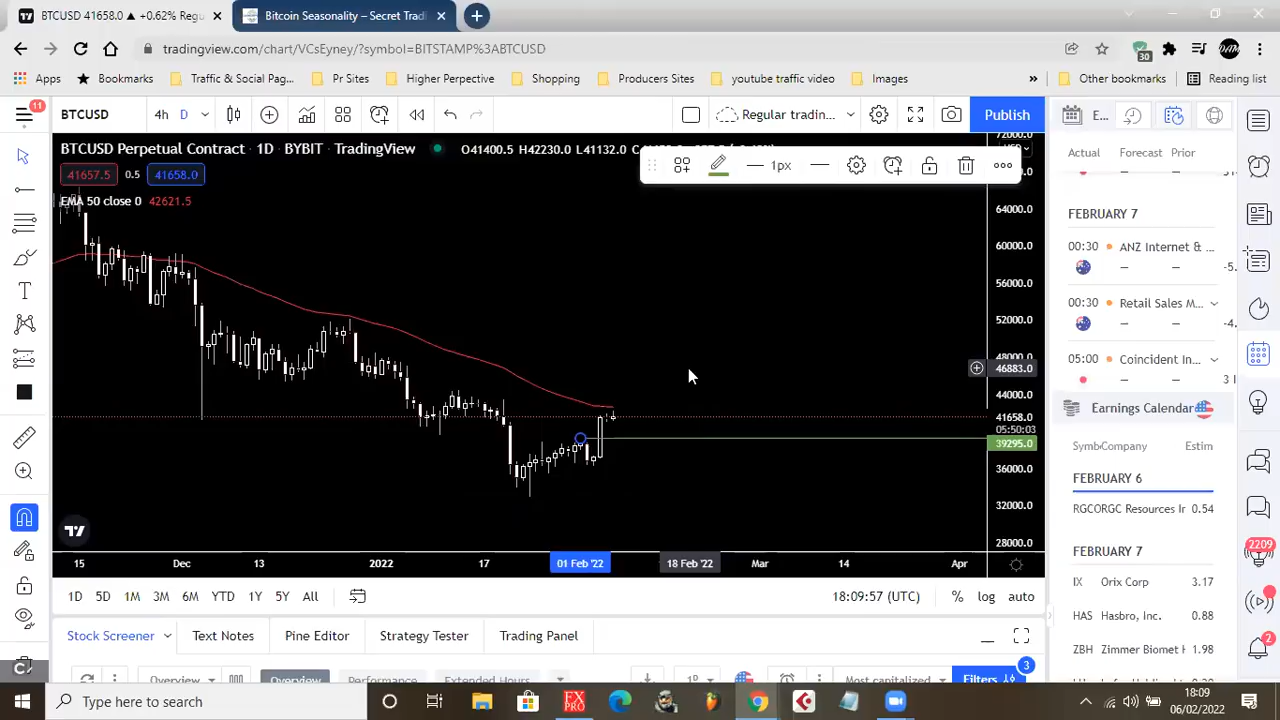 BTCUSD 41658.0 ▲ +0.62% Regu
Bitcoin Seasonality – Secret Tradi
tradingview.com/chart/VCsEyney/?symbol=BITSTAMP%3ABTCUSD
30
Apps
Bookmarks
Traffic & Social Pag...
Pr Sites
Higher Perpective
Shopping
Producers Sites
youtube traffic video
Images
»
Other bookmarks
Reading list
11
BTCUSD
4h
D
Regular tradin...
Publish
E...
BTCUSD Perpetual Contract · 1D · BYBIT · TradingView
O41400.5 H42230.0 L41132.0
1px
Actual
Forecast
Prior
41657.5
0.5
41658.0
EMA 50 close 0
42621.5
72000.0
64000.0
60000.0
56000.0
52000.0
48000.0
46883.0
44000.0
41658.0
05:50:03
39295.0
36000.0
32000.0
28000.0
FEBRUARY 7
00:30
ANZ Internet & ...
—
—
-5.
00:30
Retail Sales M...
—
—
-4.
05:00
Coincident In...
—
—
Earnings Calendar
Company
Estim
FEBRUARY 6
RGC Resources
0.54
FEBRUARY 7
IX
Orix Corp
3.17
HAS
Hasbro, Inc.
0.88
ZBH
Zimmer Biomet
1.98
2209
2
15
Dec
13
2022
17
01 Feb '22
18 Feb '22
Mar
14
Apr
1D
5D
1M
3M
6M
YTD
1Y
5Y
All
18:09:57 (UTC)
%
log
auto
Stock Screener
Text Notes
Pine Editor
Strategy Tester
Trading Panel
Overview
Overview
Performance
Extended Hours
Most capitalized
Filters
3
Type here to search
FX
PRO
18:09
06/02/2022